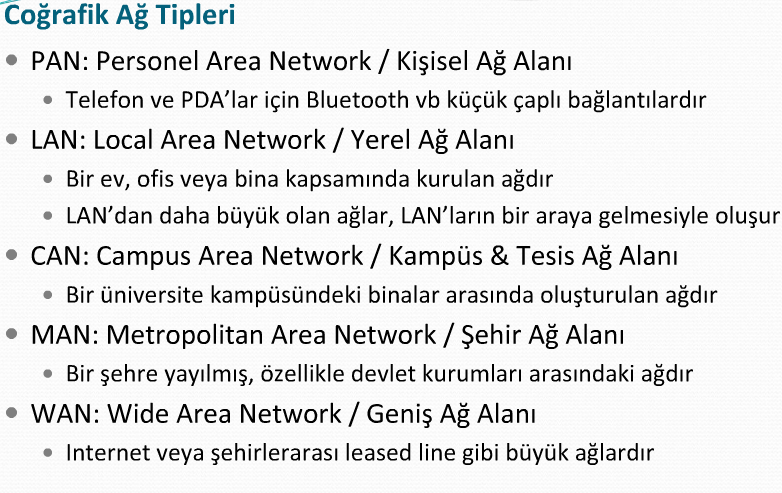 Coğrafik Ağ Tipleri
• PAN: Personel Area Network / Kişisel Ağ Alanı
• Telefon ve PDA’lar için Bluetooth vb küçük çaplı bağlantılardır
• LAN: Local Area Network / Yerel Ağ Alanı
• Bir ev, ofis veya bina kapsamında kurulan ağdır
• LAN’dan daha büyük olan ağlar, LAN’ların bir araya gelmesiyle oluşur
• CAN: Campus Area Network / Kampüs & Tesis Ağ Alanı
• Bir üniversite kampüsündeki binalar arasında oluşturulan ağdır
• MAN: Metropolitan Area Network / Şehir Ağ Alanı
• Bir şehre yayılmış, özellikle devlet kurumları arasındaki ağdır
• WAN: Wide Area Network / Geniş Ağ Alanı
• Internet veya şehirlerarası leased line gibi büyük ağlardır